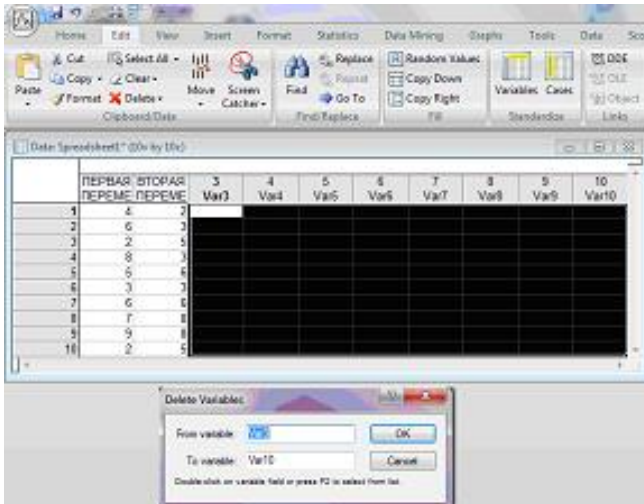 Home Edit View Insert Format Statistics Data Mining Graphs Tools Data Sco
Cut Select All Replace Random Values DDE
Paste Copy Clear Move Screen Catcher Find Repeat Copy Down Variables Cases OLE
Format Delete Go To Copy Right Object
Clipboard/Data Find/Replace Fill Standardize Links
Data: Spreadsheet1* (10v by 10c)
ПЕРВАЯ ВТОРАЯ 3 4 5 6 7 8 9 10
ПЕРЕМЕ ПЕРЕМЕ Var3 Var4 Var5 Var6 Var7 Var8 Var9 Var10
1 4 2
2 6 3
3 2 5
4 8 3
5
6 3 3
7 6 6
8
9 9 8
10 2 5
Delete Variables
From variable: OK
To variable: Var10 Cancel
Double-click on variable field or press F2 to select from list.